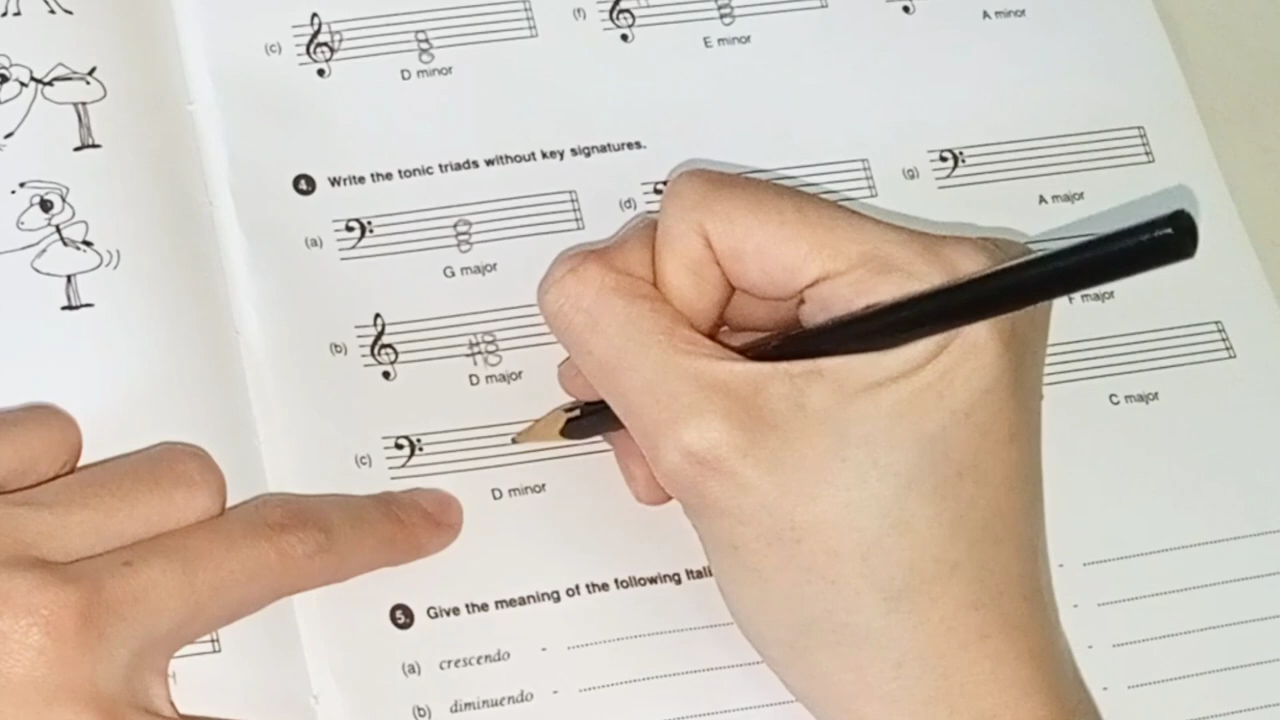 (c)
D minor
(f)
E minor
A minor
4. Write the tonic triads without key signatures.
(a)
G major
(b)
D major
(c)
D minor
(d)
(g)
A major
F major
C major
5. Give the meaning of the following Itali
(a) crescendo -
(b) diminuendo -